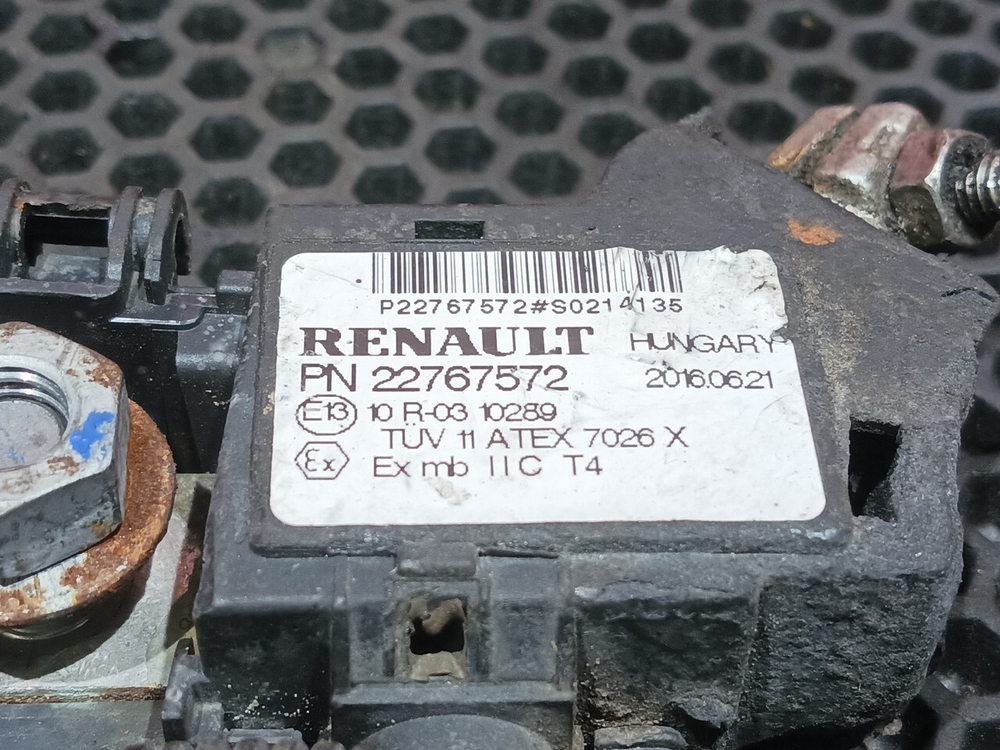 P22767572#S0214135
RENAULT HUNGARY
PN 22767572 2016.06.21
E13 10 R-03 10289
TÜV 11 ATEX 7026 X
Ex Ex mb II C T4